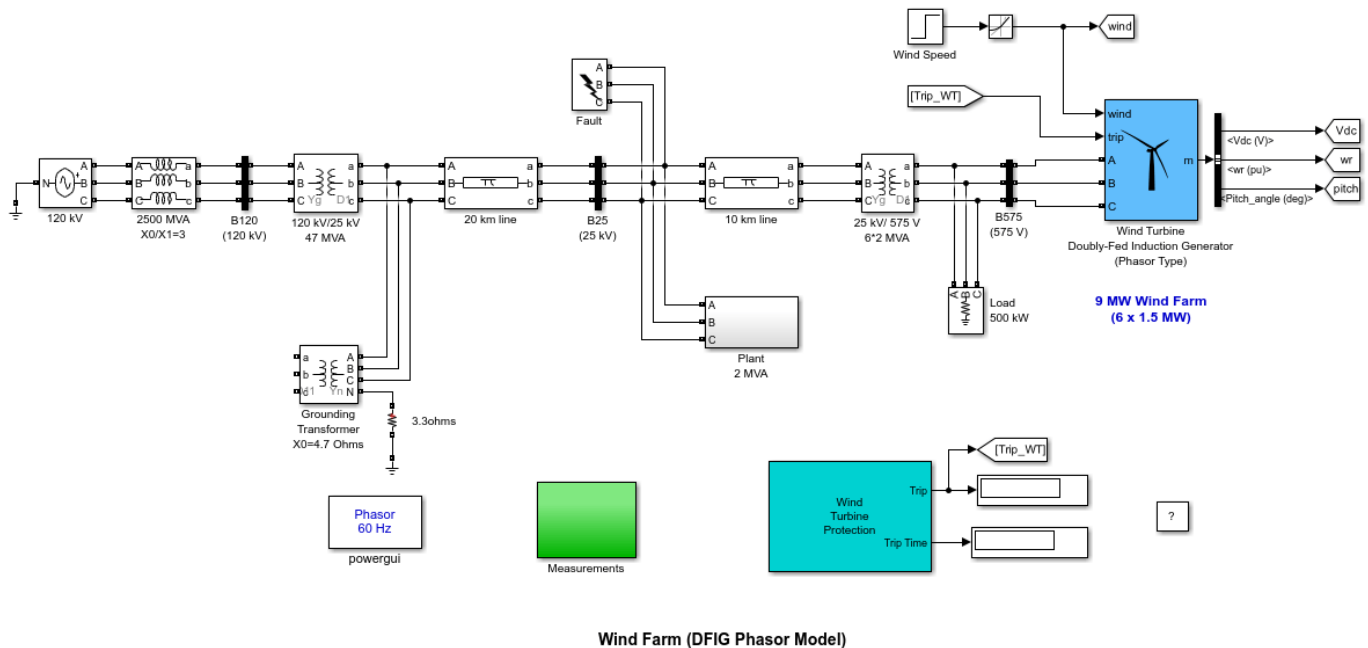 Wind Speed
wind
[Trip_WT]
wind
trip
A
B
C
m
<Vdc (V)>
<wr (pu)>
<Pitch_angle (deg)>
Vdc
wr
pitch
Wind Turbine
Doubly-Fed Induction Generator
(Phasor Type)
9 MW Wind Farm
(6 x 1.5 MW)
A
B
C
Fault
N
A
B
C
120 kV
A
B
C
a
b
c
2500 MVA
X0/X1=3
B120
(120 kV)
A
B
C
Yg
D1
a
b
c
120 kV/25 kV
47 MVA
A
B
C
a
b
c
20 km line
B25
(25 kV)
A
B
C
a
b
c
10 km line
A
B
C
Yg
a
b
c
25 kV/ 575 V
6*2 MVA
B575
(575 V)
A
B
C
Load
500 kW
A
B
C
Plant
2 MVA
a
b
c
Yn
A
B
C
N
Grounding
Transformer
X0=4.7 Ohms
3.3ohms
Phasor
60 Hz
powergui
Measurements
Wind
Turbine
Protection
Trip
Trip Time
[Trip_WT]
?
Wind Farm (DFIG Phasor Model)